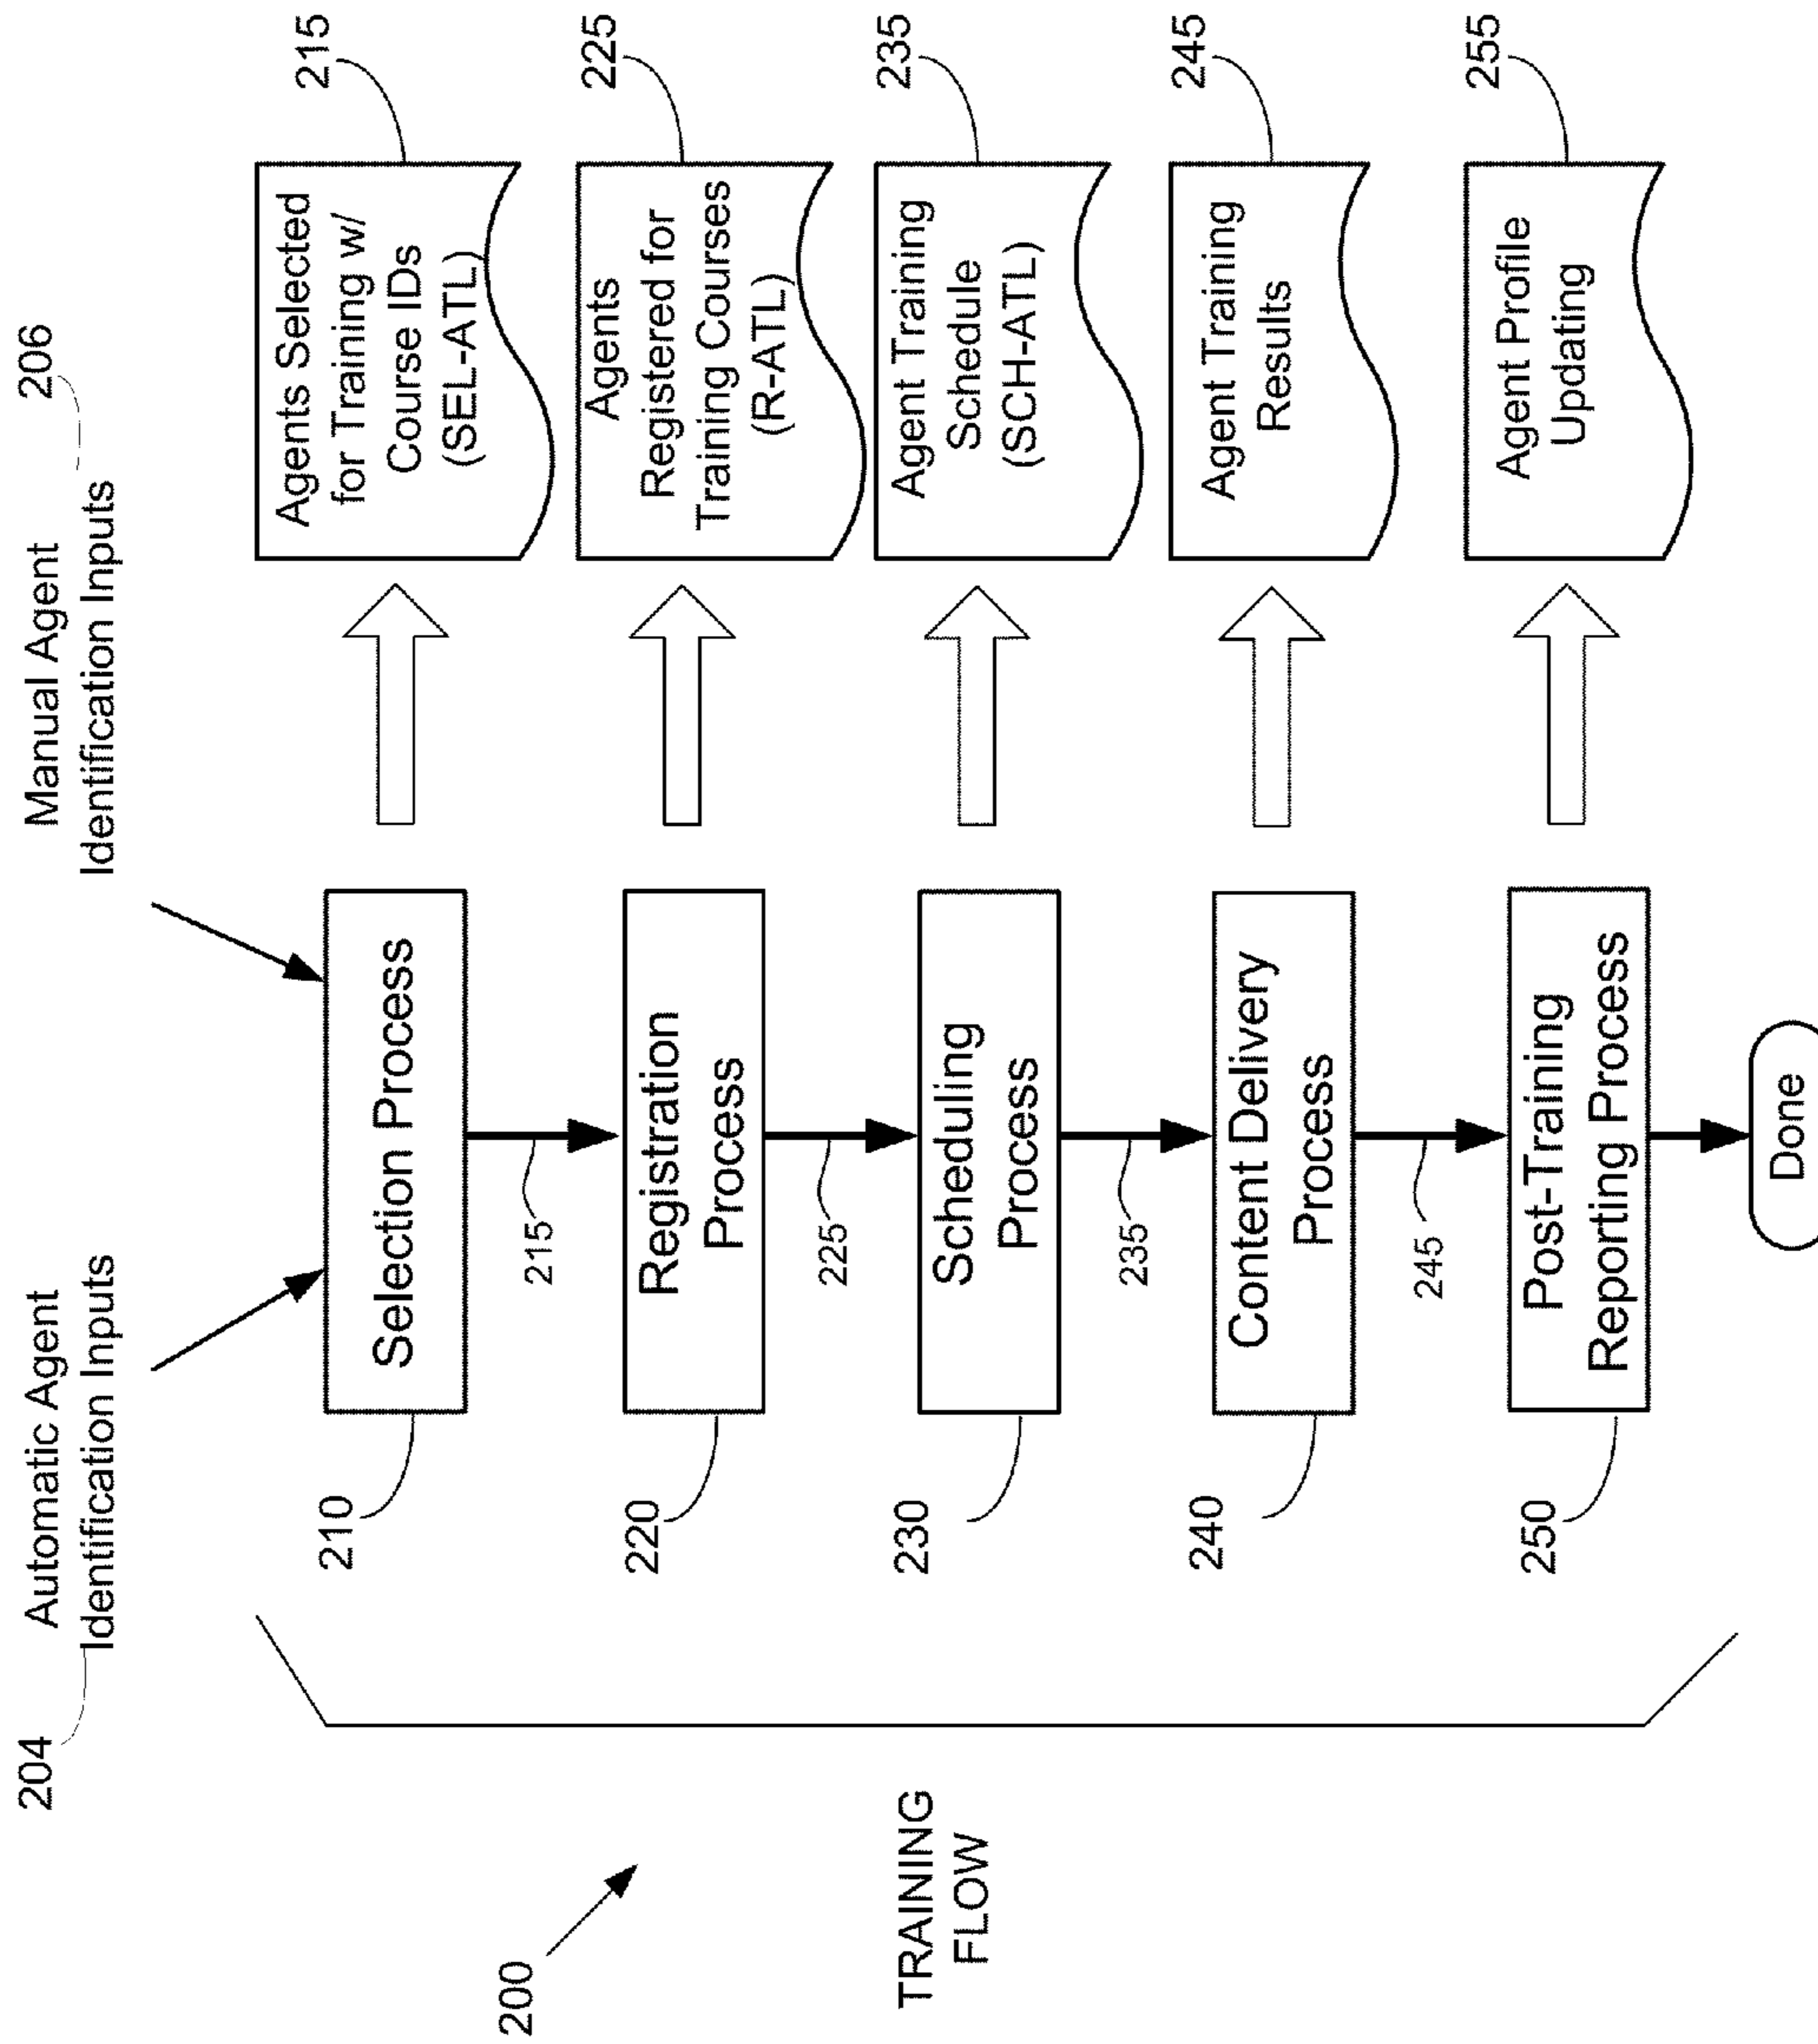 204
Automatic Agent
Identification Inputs
Manual Agent
Identification Inputs
206
200
TRAINING
FLOW
210
Selection Process
Agents Selected
for Training w/
Course IDs
(SEL-ATL)
215
215
220
Registration
Process
Agents
Registered for
Training Courses
(R-ATL)
225
225
230
Scheduling
Process
Agent Training
Schedule
(SCH-ATL)
235
235
240
Content Delivery
Process
Agent Training
Results
245
245
250
Post-Training
Reporting Process
Agent Profile
Updating
255
Done